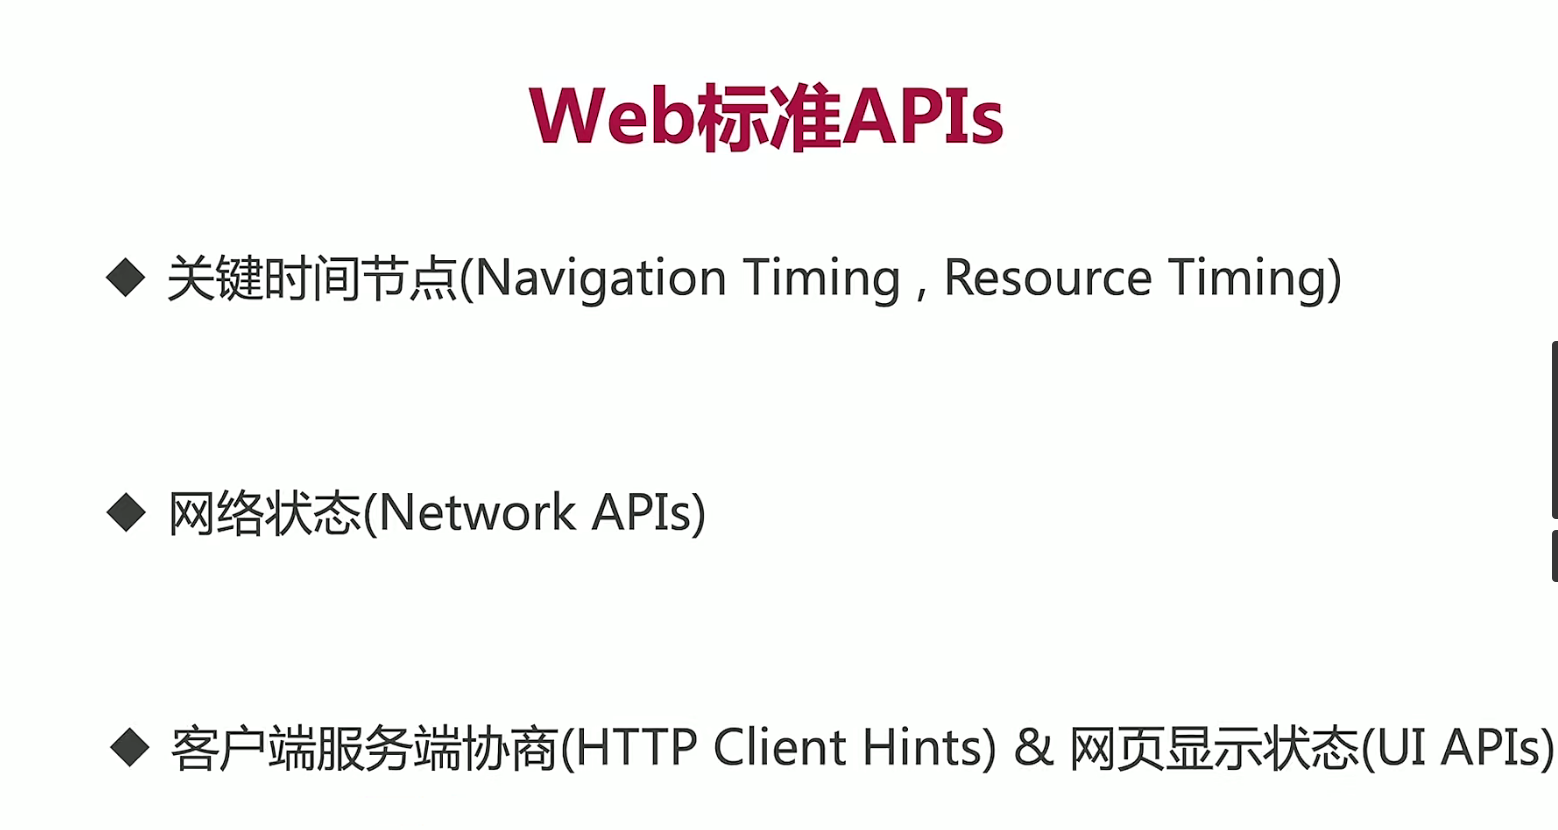 Web标准APIs
◆ 关键时间节点(Navigation Timing , Resource Timing)
◆ 网络状态(Network APIs)
◆ 客户端服务端协商(HTTP Client Hints) & 网页显示状态(UI APIs)